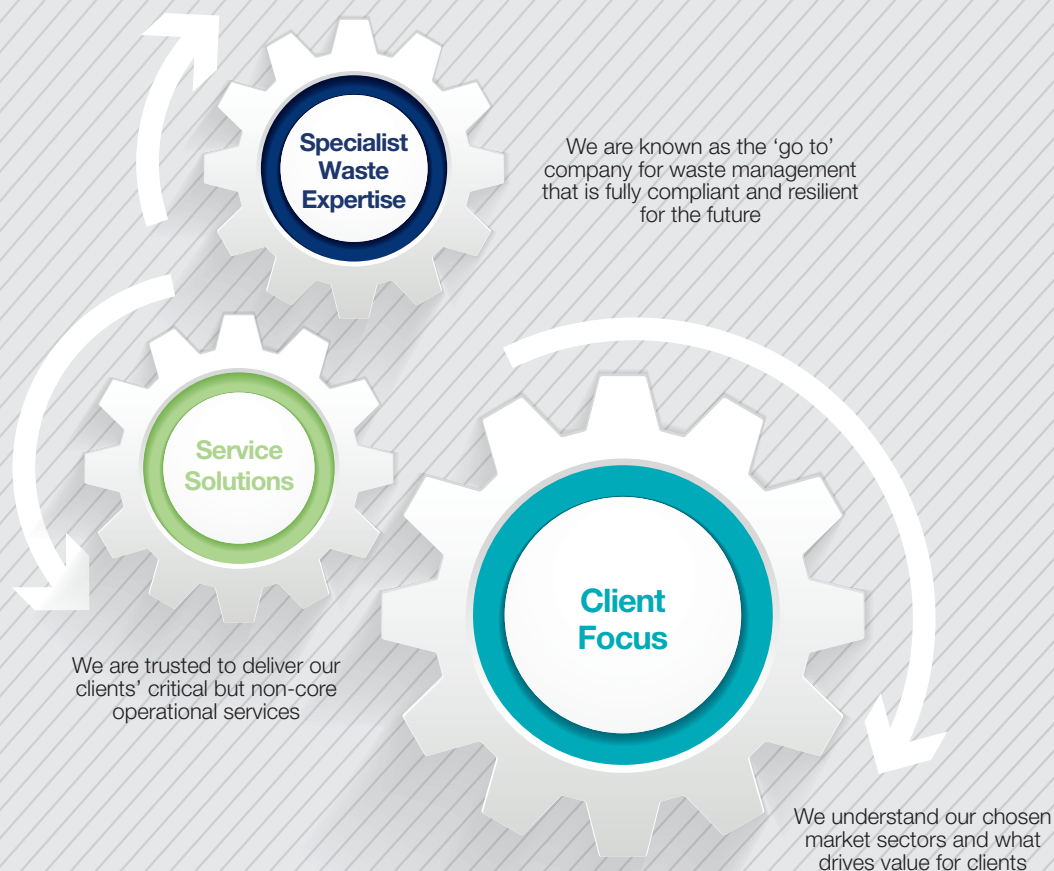 Specialist
Waste
Expertise
We are known as the ‘go to’
company for waste management
that is fully compliant and resilient
for the future
Service
Solutions
We are trusted to deliver our
clients’ critical but non-core
operational services
Client
Focus
We understand our chosen
market sectors and what
drives value for clients